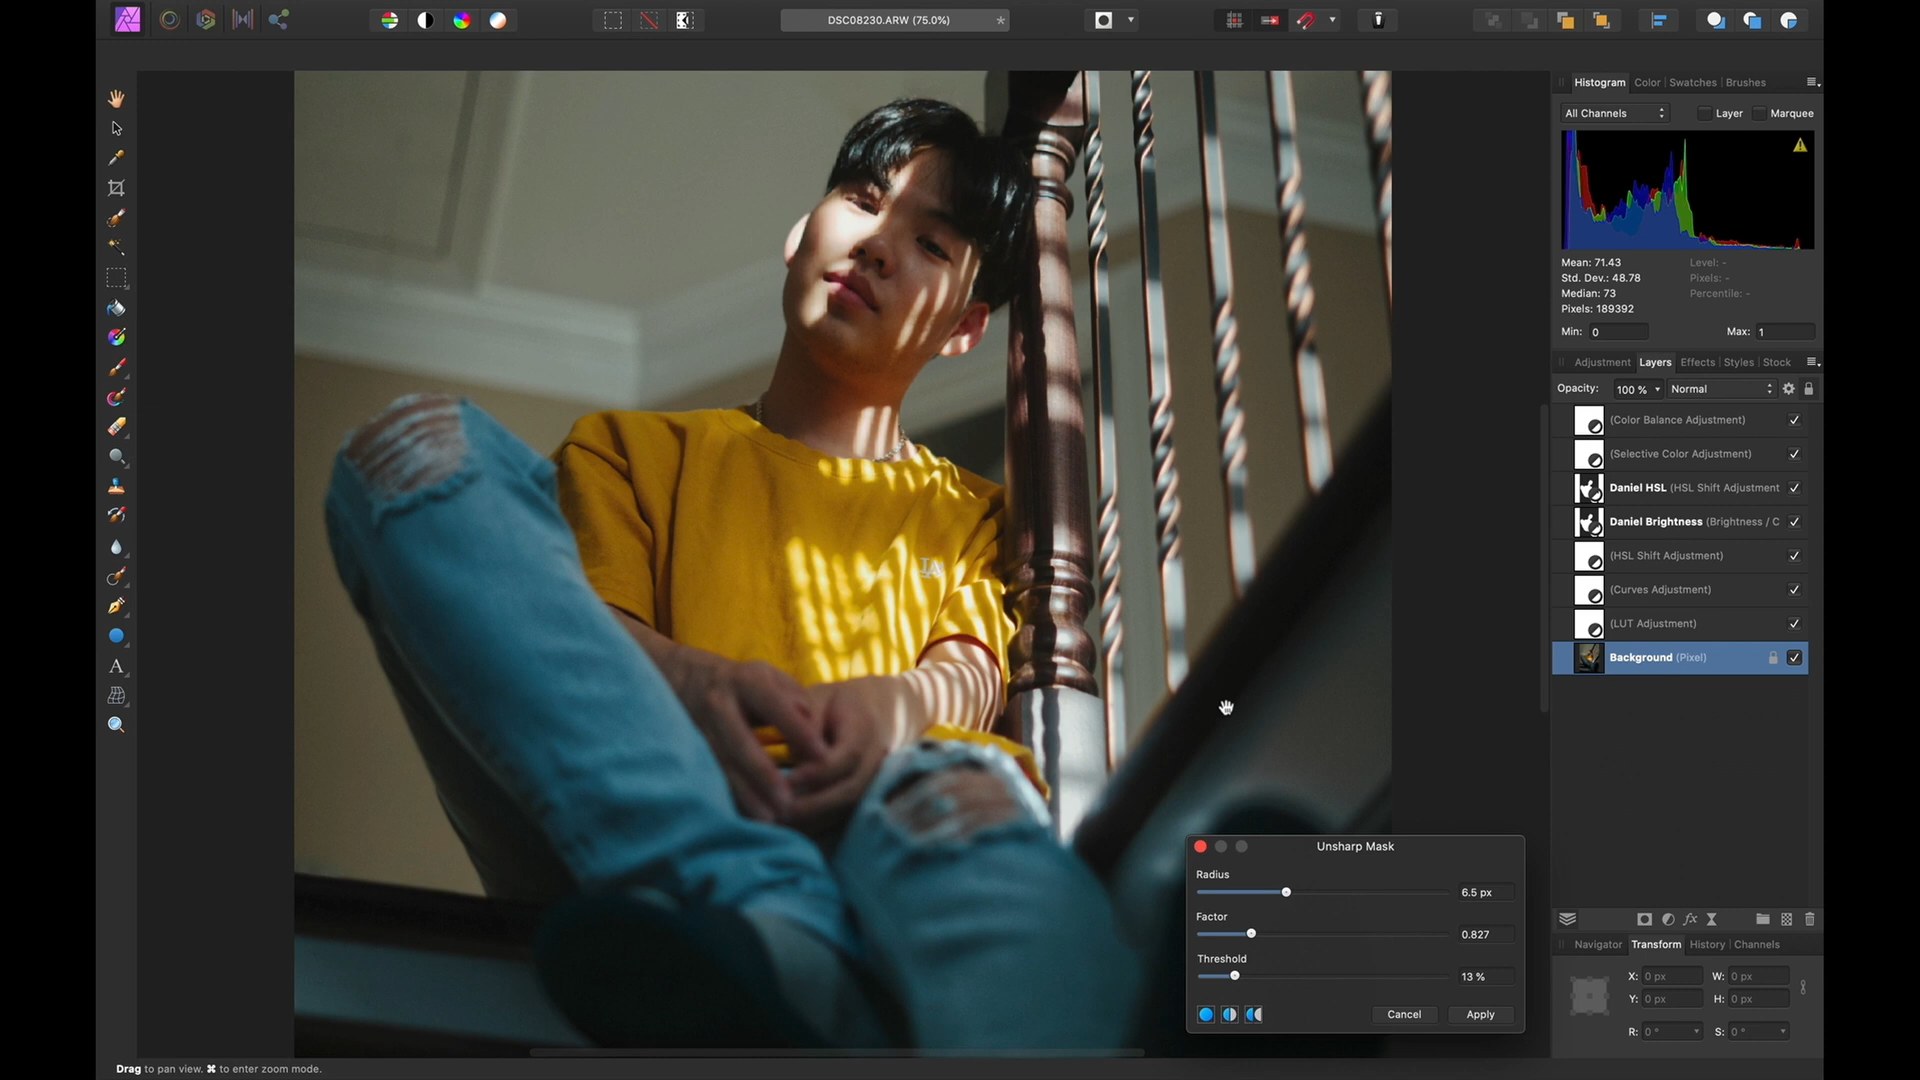 DSC08230.ARW (75.0%)
*
Histogram Color Swatches Brushes
All Channels
Layer
Marquee
Mean: 71.43
Std. Dev.: 48.78
Median: 73
Pixels: 189392
Level: -
Pixels: -
Percentile: -
Min: 0
Max: 1
Adjustment Layers Effects Styles Stock
Opacity: 100 % Normal
(Color Balance Adjustment)
(Selective Color Adjustment)
Daniel HSL (HSL Shift Adjustment
Daniel Brightness (Brightness / C
(HSL Shift Adjustment)
(Curves Adjustment)
(LUT Adjustment)
Background (Pixel)
LA
Unsharp Mask
Radius
6.5 px
Factor
0.827
Threshold
13 %
Cancel
Apply
Navigator Transform History Channels
X: 0 px W: 0 px
Y: 0 px H: 0 px
R: 0 ° S: 0 °
Drag to pan view. ⌘ to enter zoom mode.